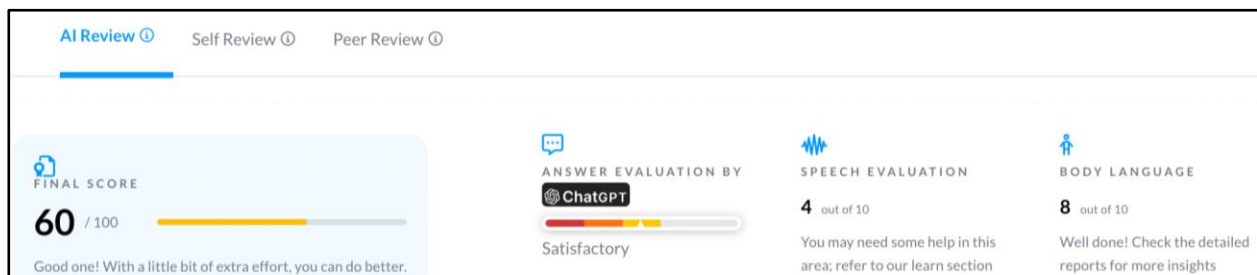 AI Review
Self Review
Peer Review
FINAL SCORE
60 / 100
Good one! With a little bit of extra effort, you can do better.
ANSWER EVALUATION BY
ChatGPT
Satisfactory
SPEECH EVALUATION
4 out of 10
You may need some help in this
area; refer to our learn section
BODY LANGUAGE
8 out of 10
Well done! Check the detailed
reports for more insights